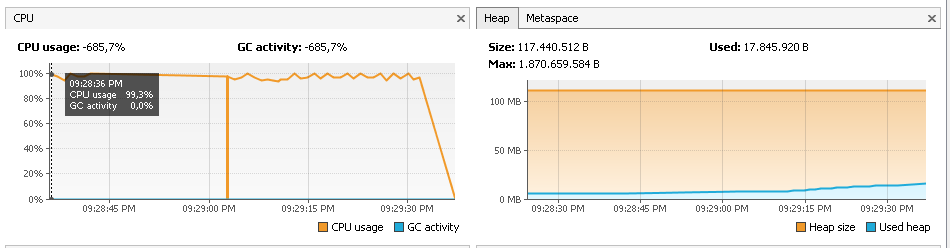 CPU
CPU usage: -685,7%
GC activity: -685,7%
100%
80%
60%
40%
20%
0%
09:28:36 PM
CPU usage 99,3%
GC activity 0,0%
09:28:45 PM
09:29:00 PM
09:29:15 PM
09:29:30 PM
CPU usage
GC activity
Heap
Metaspace
Size: 117.440.512 B
Used: 17.845.920 B
Max: 1.870.659.584 B
100 MB
50 MB
0 MB
09:28:30 PM
09:28:45 PM
09:29:00 PM
09:29:15 PM
09:29:30 PM
Heap size
Used heap